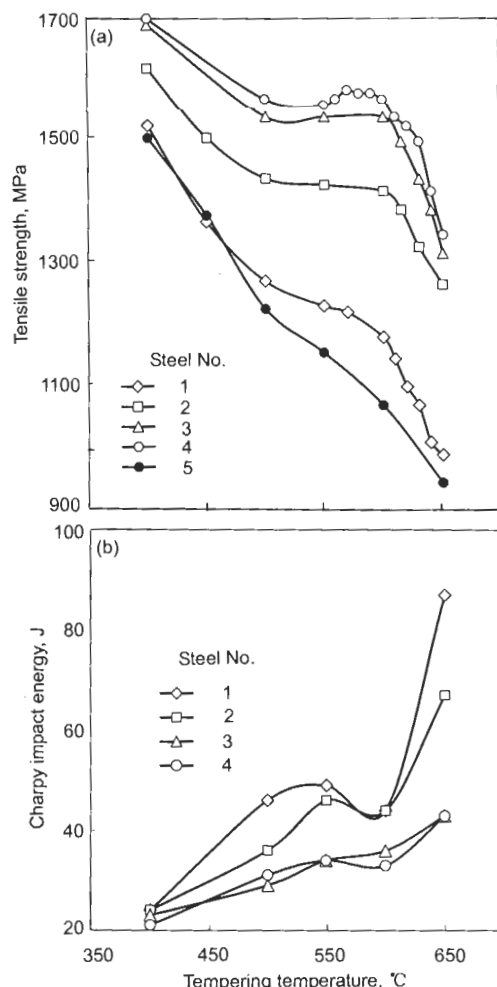 (a)
1700
1500
1300
1100
900
Tensile strength, MPa
Steel No.
1
2
3
4
5
(b)
100
80
60
40
20
Charpy impact energy, J
Steel No.
1
2
3
4
350 450 550 650
Tempering temperature, ℃